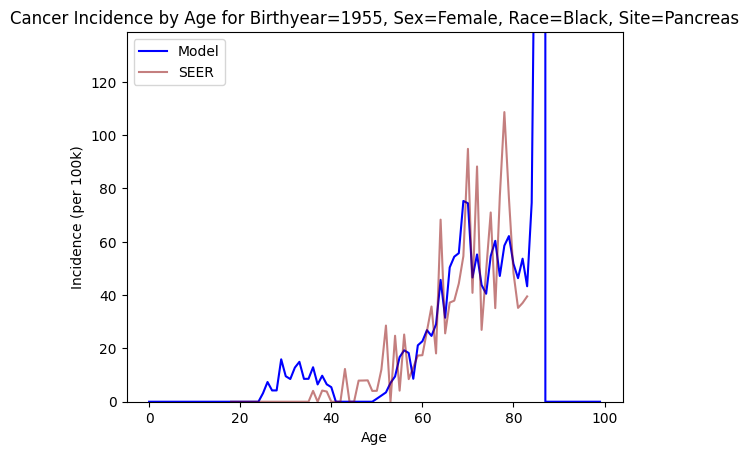 Cancer Incidence by Age for Birthyear=1955, Sex=Female, Race=Black, Site=Pancreas
Model
SEER
Incidence (per 100k)
120
100
80
60
40
20
0
0 20 40 60 80 100
Age